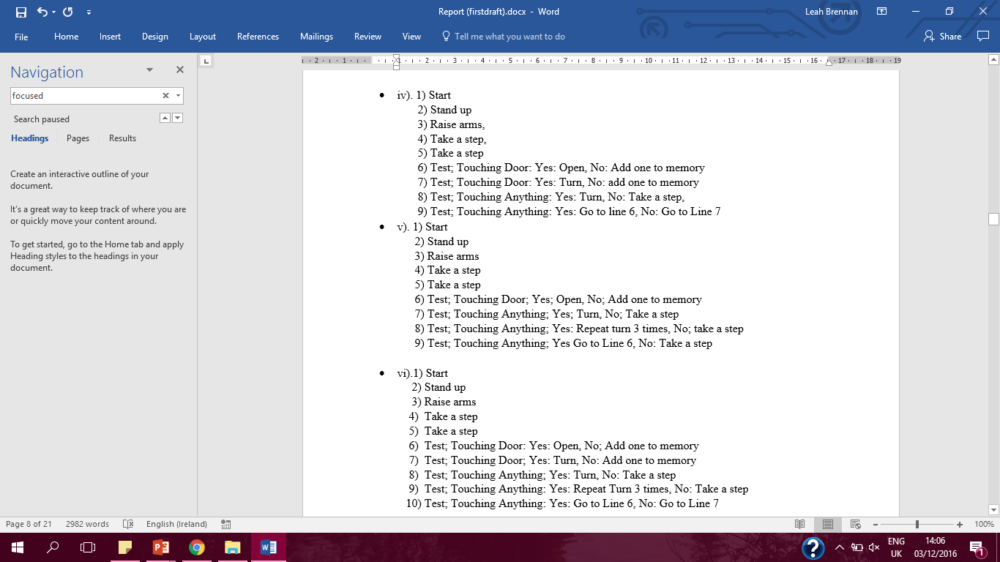 Report (firstdraft).docx - Word
Leah Brennan
File Home Insert Design Layout References Mailings Review View Tell me what you want to do Share
2 1 1 2 3 4 5 6 7 8 9 10 11 12 13 14 15 16 17 18 19
Navigation
focused
Search paused
Headings Pages Results
Create an interactive outline of your
document.
It's a great way to keep track of where you are
or quickly move your content around.
To get started, go to the Home tab and apply
Heading styles to the headings in your
document.
• iv). 1) Start
2) Stand up
3) Raise arms,
4) Take a step,
5) Take a step
6) Test; Touching Door: Yes: Open, No: Add one to memory
7) Test; Touching Door: Yes: Turn, No: add one to memory
8) Test; Touching Anything: Yes: Turn, No: Take a step,
9) Test; Touching Anything: Yes: Go to line 6, No: Go to Line 7
• v). 1) Start
2) Stand up
3) Raise arms
4) Take a step
5) Take a step
6) Test; Touching Door; Yes; Open, No; Add one to memory
7) Test; Touching Anything; Yes; Turn, No; Take a step
8) Test; Touching Anything; Yes: Repeat turn 3 times, No; take a step
9) Test; Touching Anything; Yes Go to Line 6, No: Take a step
• vi).1) Start
2) Stand up
3) Raise arms
4) Take a step
5) Take a step
6) Test; Touching Door: Yes: Open, No; Add one to memory
7) Test; Touching Door; Yes: Turn, No: Add one to memory
8) Test; Touching Anything; Yes: Turn, No: Take a step
9) Test; Touching Anything: Yes: Repeat Turn 3 times, No: Take a step
10) Test; Touching Anything: Yes: Go to Line 6, No: Go to Line 7
Page 8 of 21 2982 words English (Ireland) 100%
ENG 14:06
UK 03/12/2016 1